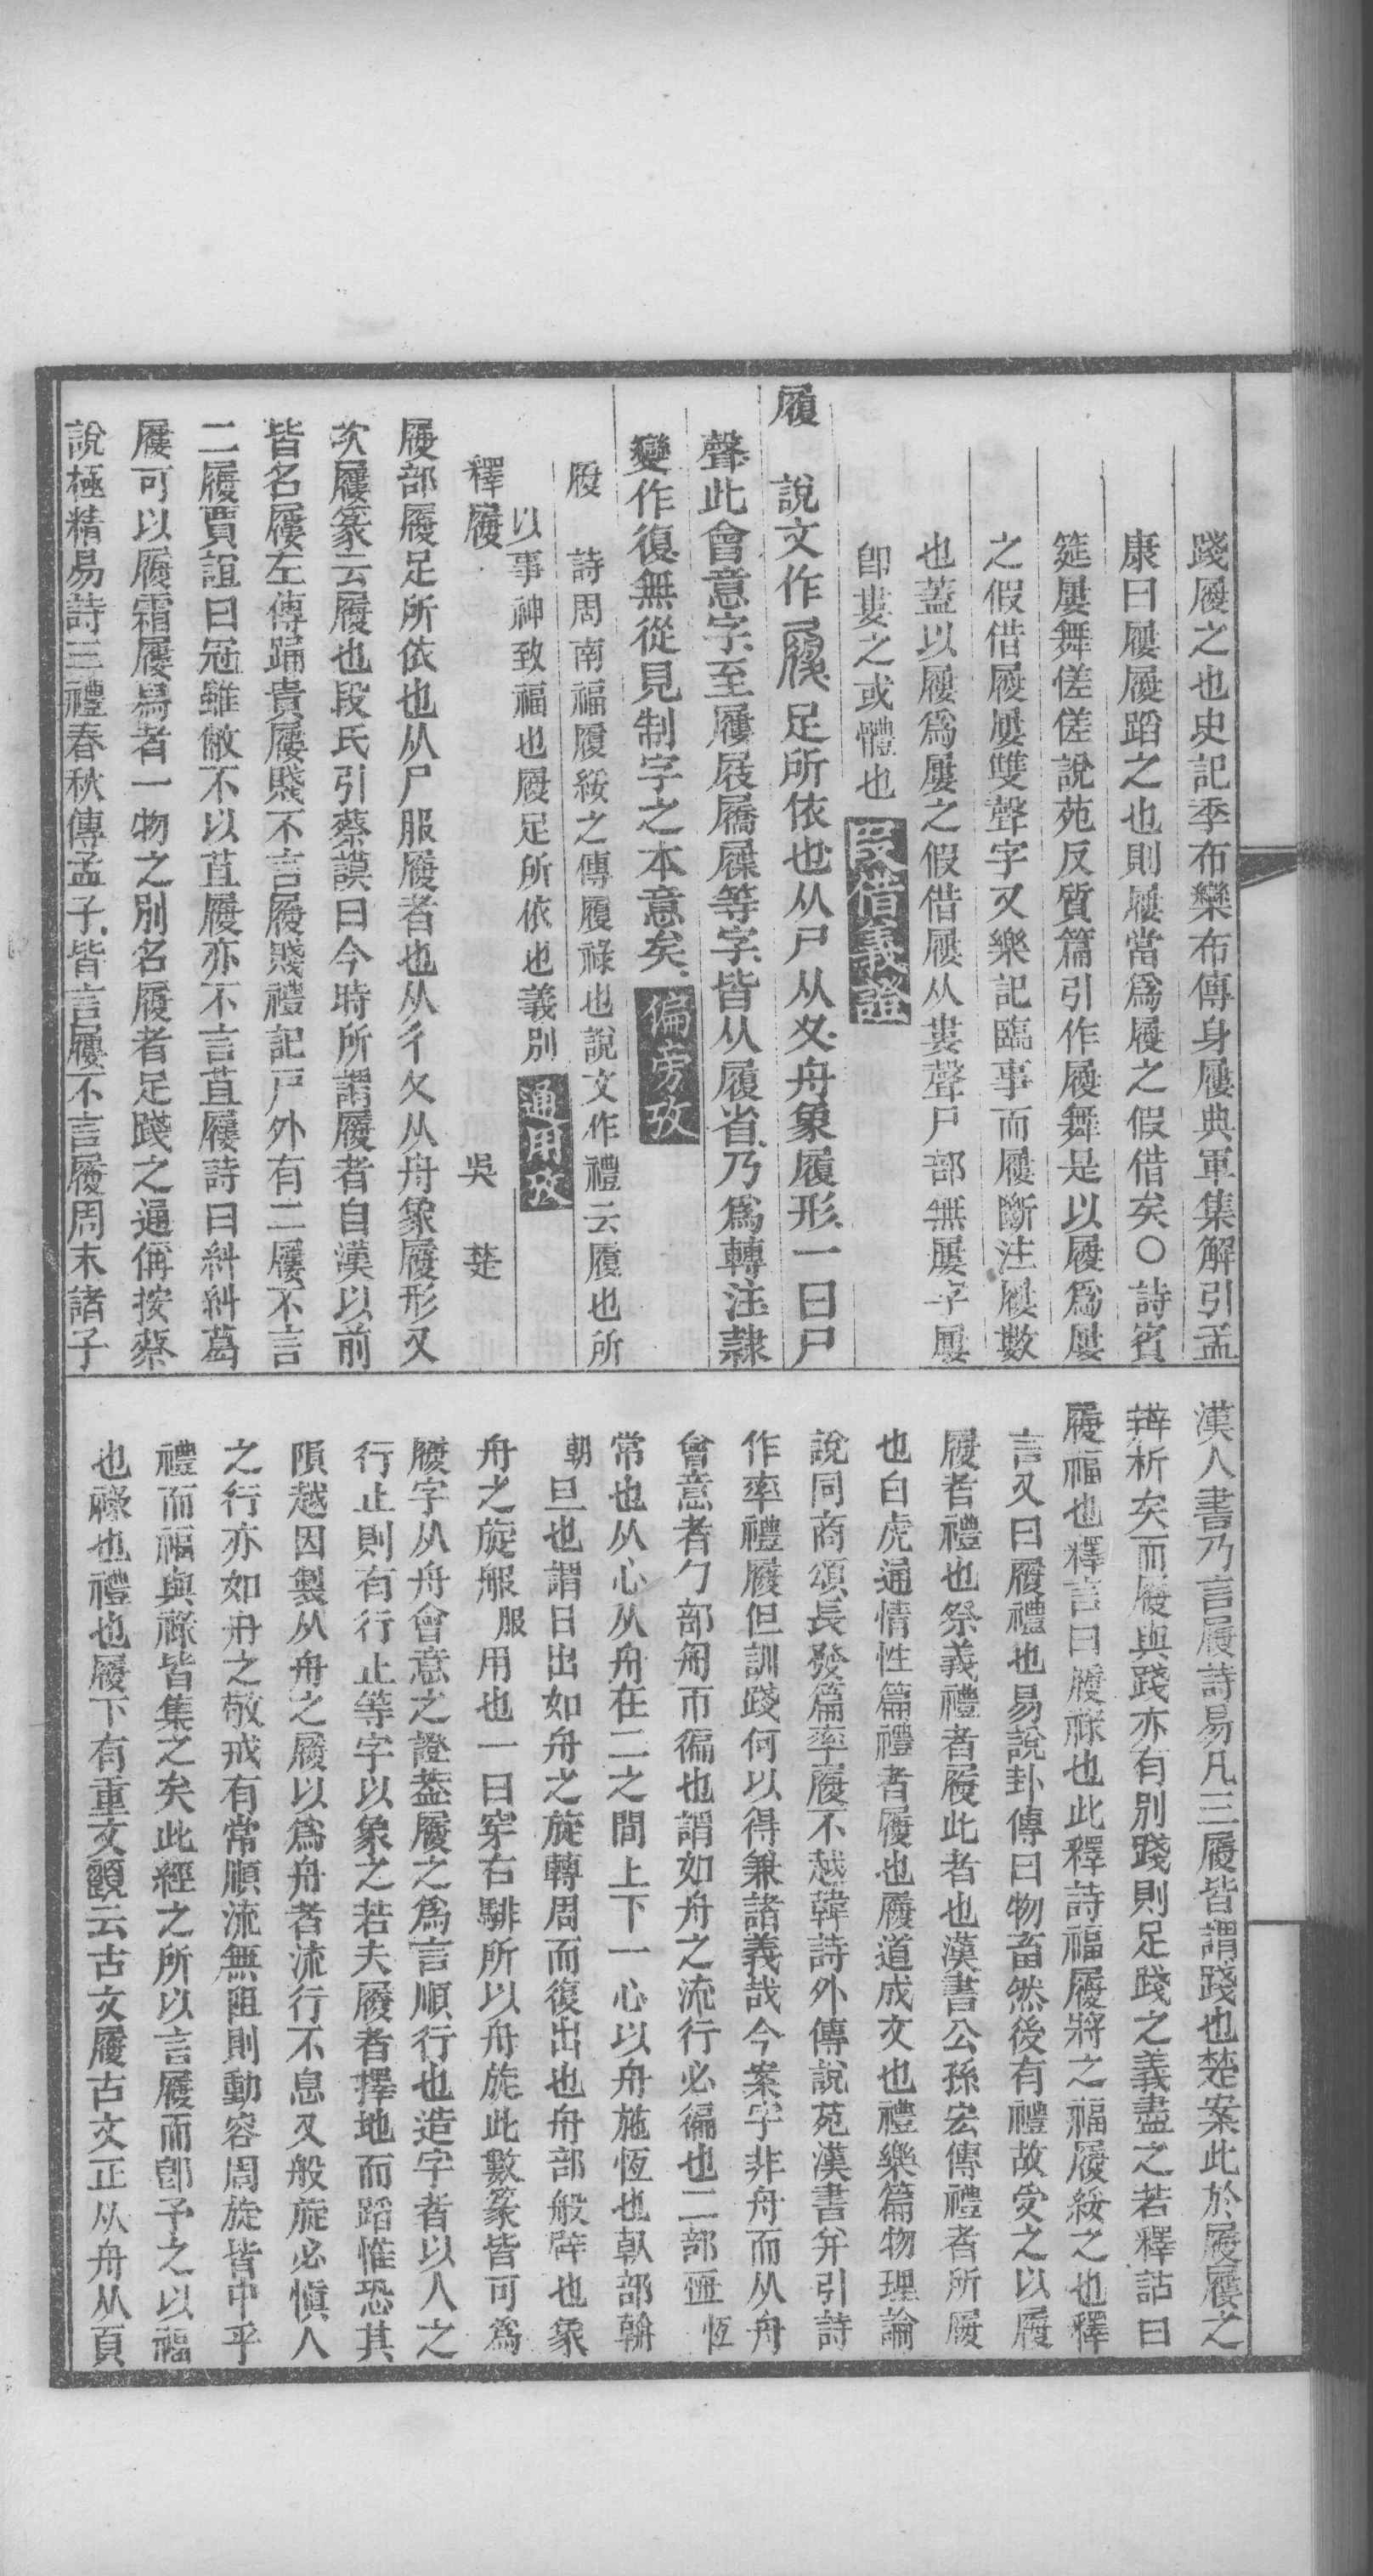 踐履之也史記季布欒布傳身屨典軍集解引孟
康曰屨履蹈之也則屨當爲履之假借矣〇詩賓
筵屢舞傞傞說苑反質篇引作屨舞是以屨爲屢
之假借屨屢雙聲字又樂記臨事而屨斷注屨數
也蓋以屨爲屢之假借屨从婁聲尸部無屢字屢
卽婁之或體也 叚借義證
履 說文作履足所依也从尸从夊舟象履形一曰尸
聲此會意字至屨屐屩屧等字皆从履省乃爲轉注隷
變作復無從見制字之本意矣 偏旁攷
履 詩周南福履綏之傳履祿也說文作禮云履也所
以事神致福也履足所依也義別 通用攷
釋屨 吳 楚
履部履足所依也从尸服履者也从彳夊从舟象履形又
次屨篆云履也段氏引蔡謨曰今時所謂履者自漢以前
皆名屨左傳踊貴屨賤不言履賤禮記戸外有二屨不言
二履賈誼曰冠雖敝不以苴履亦不言苴屨詩曰糾糾葛
屨可以履霜屨舄者一物之別名履者足踐之通偁按蔡
說極精易詩三禮春秋傳孟子皆言屨不言履周末諸子
漢人書乃言履詩易凡三履皆謂踐也楚案此於履屨之
辨析矣而履與踐亦有別踐則足踐之義盡之若釋詁曰
履福也釋言曰履祿也此釋詩福履將之福履綏之也釋
言又曰履禮也易說卦傳曰物畜然後有禮故受之以履
履者禮也祭義禮者履此者也漢書公孫宏傳禮者所履
也白虎通情性篇禮者履也履道成文也禮樂篇物理論
說同商頌長發篇率履不越韓詩外傳說苑漢書幷引詩
作率禮履但訓踐何以得兼諸義哉今案字非舟而从舟
會意者勹部匊帀徧也謂如舟之流行必徧也二部亟恆
常也从心从舟在二之間上下一心以舟施恆也倝部翰
朝旦也謂日出如舟之旋轉周而復出也舟部般辟也象
舟之旋服服用也一曰穿右騑所以舟旋此數篆皆可爲
履字从舟會意之證葢履之爲言順行也造字者以人之
行止則有行止等字以象之若夫履者擇地而蹈惟恐其
隕越因製从舟之履以爲舟者流行不息又般旋必愼人
之行亦如舟之敬戒有常順流無阻則動容周旋皆中乎
禮而福與祿皆集之矣此經之所以言履而卽予之以福
也祿也禮也履下有重文𩕎云古文履古文正从舟从頁